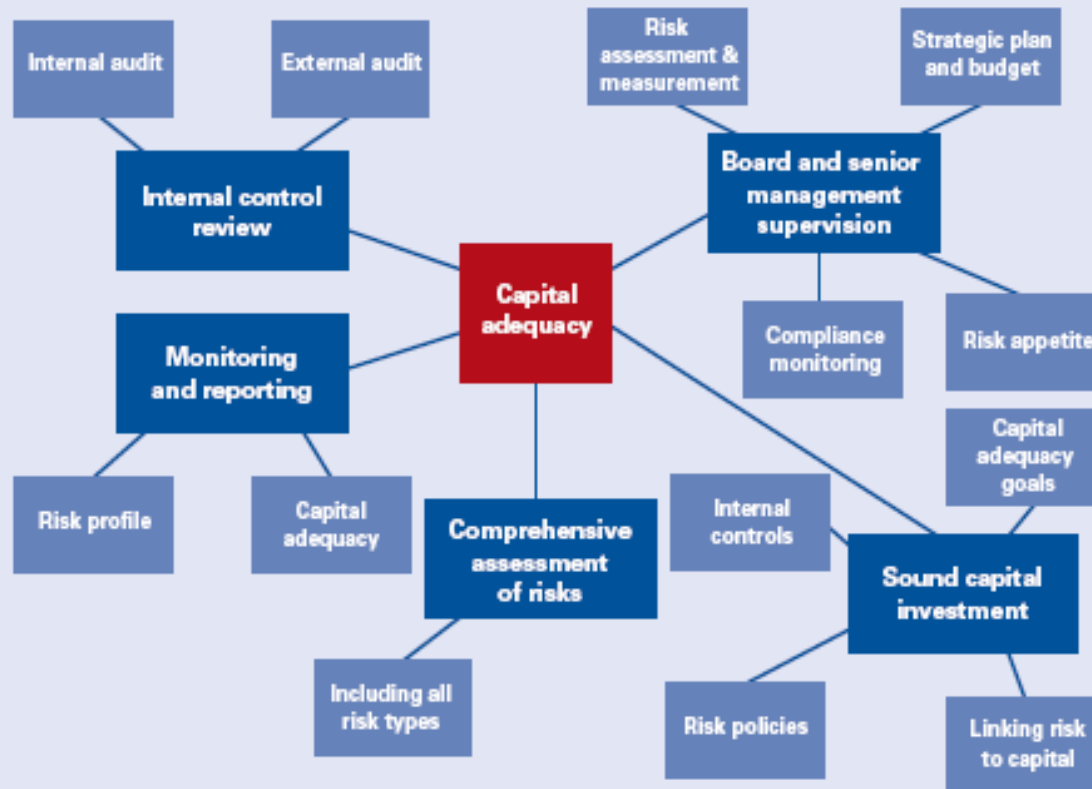 Internal audit
External audit
Risk
assessment &
measurement
Strategic plan
and budget
Internal control
review
Board and senior
management
supervision
Capital
adequacy
Compliance
monitoring
Risk appetite
Monitoring
and reporting
Capital
adequacy
goals
Risk profile
Capital
adequacy
Comprehensive
assessment
of risks
Internal
controls
Sound capital
investment
Including all
risk types
Risk policies
Linking risk
to capital